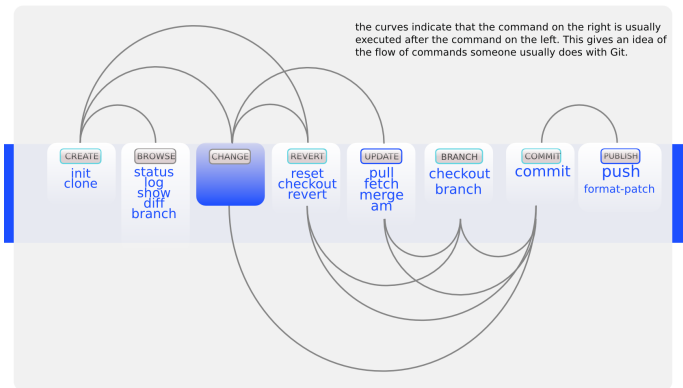 the curves indicate that the command on the right is usually
executed after the command on the left. This gives an idea of
the flow of commands someone usually does with Git.
CREATE
init
clone
BROWSE
status
log
show
diff
branch
CHANGE
REVERT
reset
checkout
revert
UPDATE
pull
fetch
merge
am
BRANCH
checkout
branch
COMMIT
commit
PUBLISH
push
format-patch